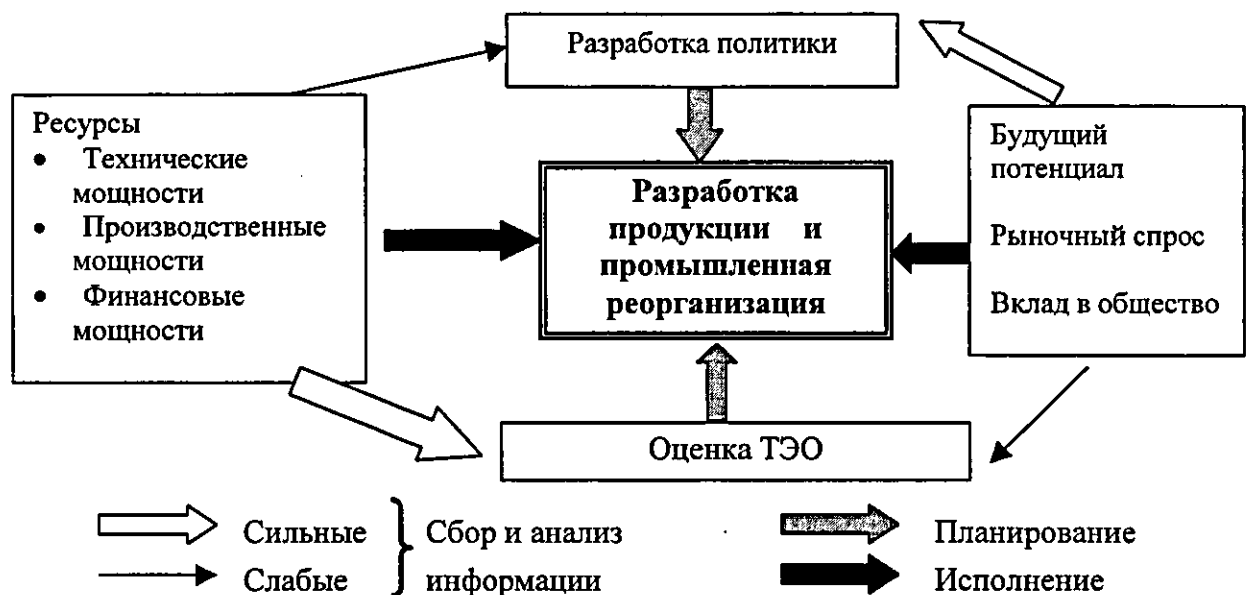 Разработка политики
Ресурсы
• Технические
мощности
• Производственные
мощности
• Финансовые
мощности
Разработка
продукции и
промышленная
реорганизация
Будущий
потенциал
Рыночный спрос
Вклад в общество
Оценка ТЭО
Сильные
Слабые
Сбор и анализ
информации
Планирование
Исполнение